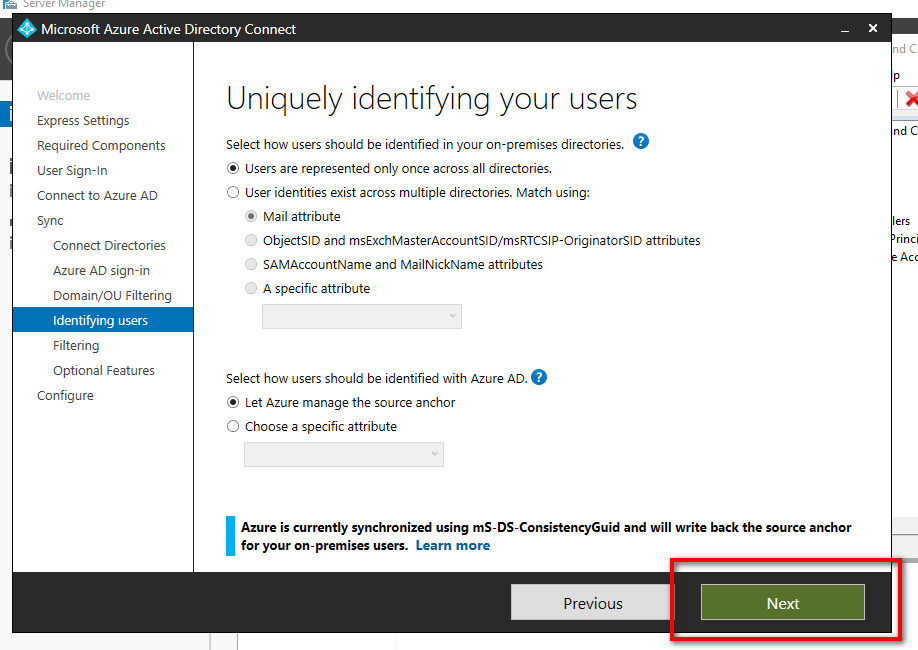 Server Manager
Microsoft Azure Active Directory Connect
Welcome
Express Settings
Required Components
User Sign-In
Connect to Azure AD
Sync
Connect Directories
Azure AD sign-in
Domain/OU Filtering
Identifying users
Filtering
Optional Features
Configure
Uniquely identifying your users
Select how users should be identified in your on-premises directories. ?
Users are represented only once across all directories.
User identities exist across multiple directories. Match using:
Mail attribute
ObjectSID and msExchMasterAccountSID/msRTCSIP-OriginatorSID attributes
SAMAccountName and MailNickName attributes
A specific attribute
Select how users should be identified with Azure AD. ?
Let Azure manage the source anchor
Choose a specific attribute
Azure is currently synchronized using mS-DS-ConsistencyGuid and will write back the source anchor
for your on-premises users. Learn more
Previous
Next